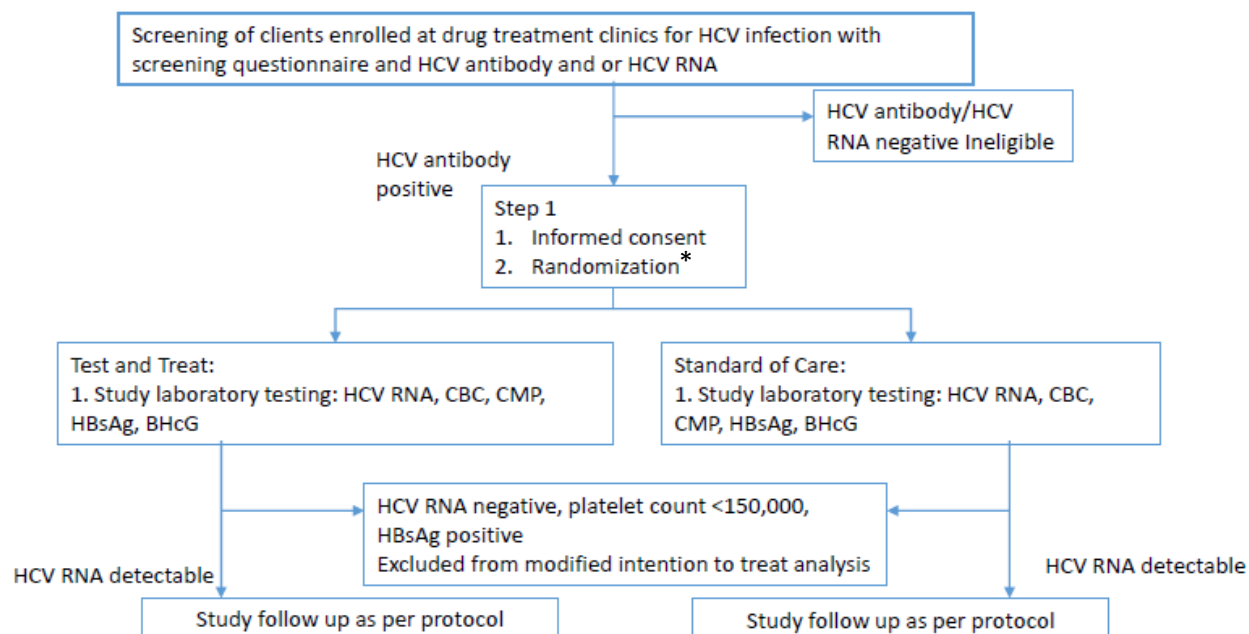 Screening of clients enrolled at drug treatment clinics for HCV infection with
screening questionnaire and HCV antibody and or HCV RNA
HCV antibody/HCV
RNA negative Ineligible
HCV antibody
positive
Step 1
1. Informed consent
2. Randomization*
Test and Treat:
1. Study laboratory testing: HCV RNA, CBC, CMP,
HBsAg, BHcG
Standard of Care:
1. Study laboratory testing: HCV RNA, CBC,
CMP, HBsAg, BHcG
HCV RNA negative, platelet count <150,000,
HBsAg positive
Excluded from modified intention to treat analysis
HCV RNA detectable
HCV RNA detectable
Study follow up as per protocol
Study follow up as per protocol